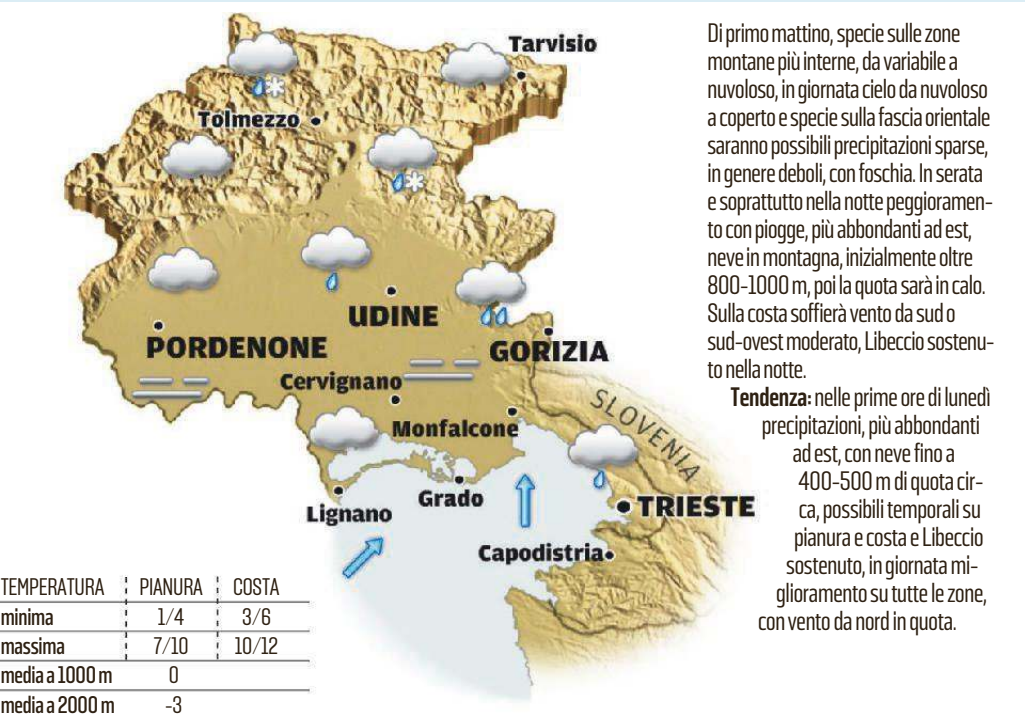 Tarvisio
Tolmezzo
UDINE
PORDENONE
GORIZIA
Cervignano
SLOVENIA
Monfalcone
Grado
Lignano
TRIESTE
Capodistria
TEMPERATURA PIANURA COSTA
minima 1/4 3/6
massima 7/10 10/12
media a 1000 m 0
media a 2000 m -3
Di primo mattino, specie sulle zone
montane più interne, da variabile a
nuvoloso, in giornata cielo da nuvoloso
a coperto e specie sulla fascia orientale
saranno possibili precipitazioni sparse,
in genere deboli, con foschia. In serata
e soprattutto nella notte peggioramen-
to con piogge, più abbondanti ad est,
neve in montagna, inizialmente oltre
800-1000 m, poi la quota sarà in calo.
Sulla costa soffierà vento da sud o
sud-ovest moderato, Libeccio sostenu-
to nella notte.
Tendenza: nelle prime ore di lunedì
precipitazioni, più abbondanti
ad est, con neve fino a
400-500 m di quota cir-
ca, possibili temporali su
pianura e costa e Libeccio
sostenuto, in giornata mi-
glioramento su tutte le zone,
con vento da nord in quota.